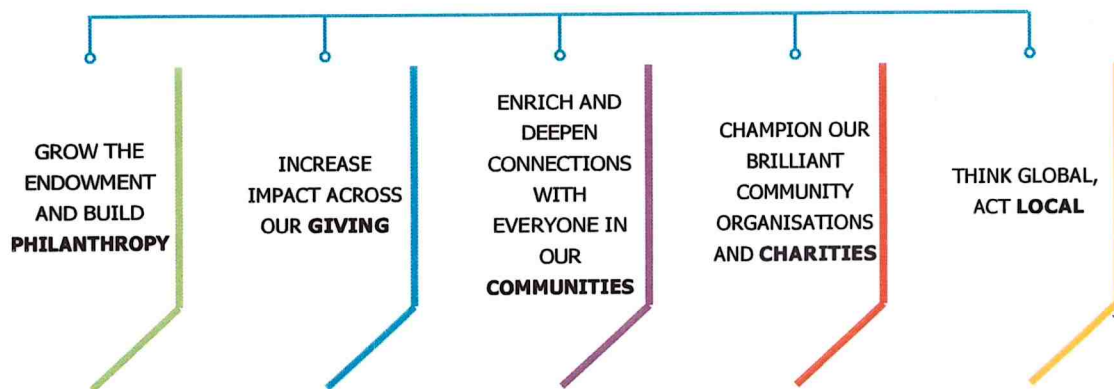 GROW THE
ENDOWMENT
AND BUILD
PHILANTHROPY
INCREASE
IMPACT ACROSS
OUR GIVING
ENRICH AND
DEEPEN
CONNECTIONS
WITH
EVERYONE IN
OUR
COMMUNITIES
CHAMPION OUR
BRILLIANT
COMMUNITY
ORGANISATIONS
AND CHARITIES
THINK GLOBAL,
ACT LOCAL